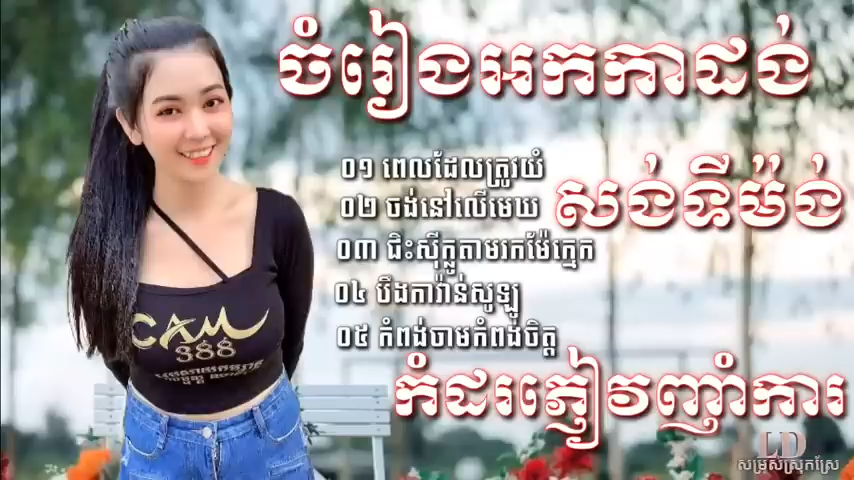 ចំរៀងអកកាដង់
០១ ពេលដែលត្រូវយំ
០២ ចង់នៅលើមេឃ
សង់ទីម៉ង់
០៣ ជិះស៊ីក្លូតាមរកម៉ែក្មេក
០៤ បឹងកាវ៉ាន់សូឡូ
០៥ កំពង់ចាមកំពង់ចិត្ត
កំដរភ្ញៀវញ៉ាំការ
CAM
388
LD
សម្រស់ស្រុកស្រែ